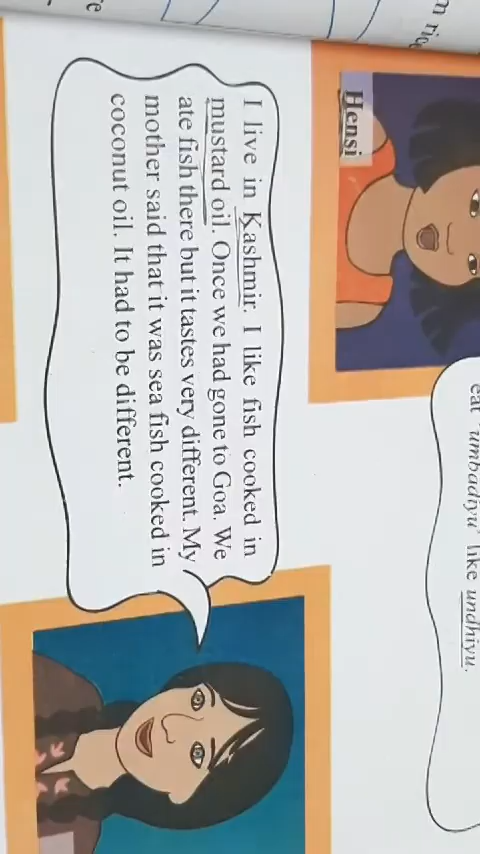 Hensi
eat 'umbadiyu' like undhiyu.
I live in Kashmir. I like fish cooked in
mustard oil. Once we had gone to Goa. We
ate fish there but it tastes very different. My
mother said that it was sea fish cooked in
coconut oil. It had to be different.